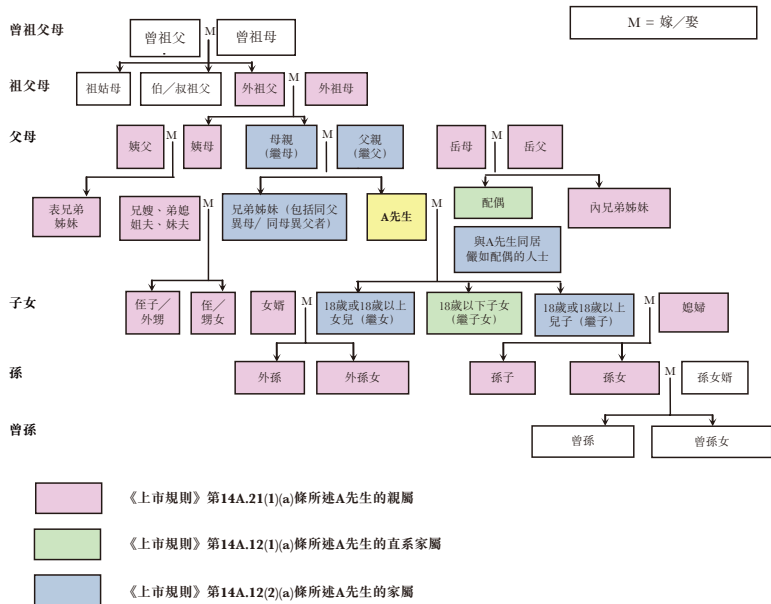 曾祖父母
曾祖父
M
曾祖母
M = 嫁／娶
祖父母
祖姑母
伯／叔祖父
外祖父
M
外祖母
父母
姨父
M
姨母
母親
(繼母)
M
父親
(繼父)
岳母
M
岳父
表兄弟
姊妹
兄嫂、弟媳
姐夫、妹夫
M
兄弟姊妹（包括同父
異母/ 同母異父者）
A先生
M
配偶
內兄弟姊妹
與A先生同居
儼如配偶的人士
子女
侄子／
外甥
侄／
甥女
女婿
M
18歲或18歲以上
女兒（繼女）
18歲以下子女
(繼子女)
18歲或18歲以上
兒子（繼子）
M
媳婦
孫
外孫
外孫女
孫子
孫女
M
孫女婿
曾孫
曾孫
曾孫女
《上市規則》第14A.21(1)(a)條所述A先生的親屬
《上市規則》第14A.12(1)(a)條所述A先生的直系家屬
《上市規則》第14A.12(2)(a)條所述A先生的家屬